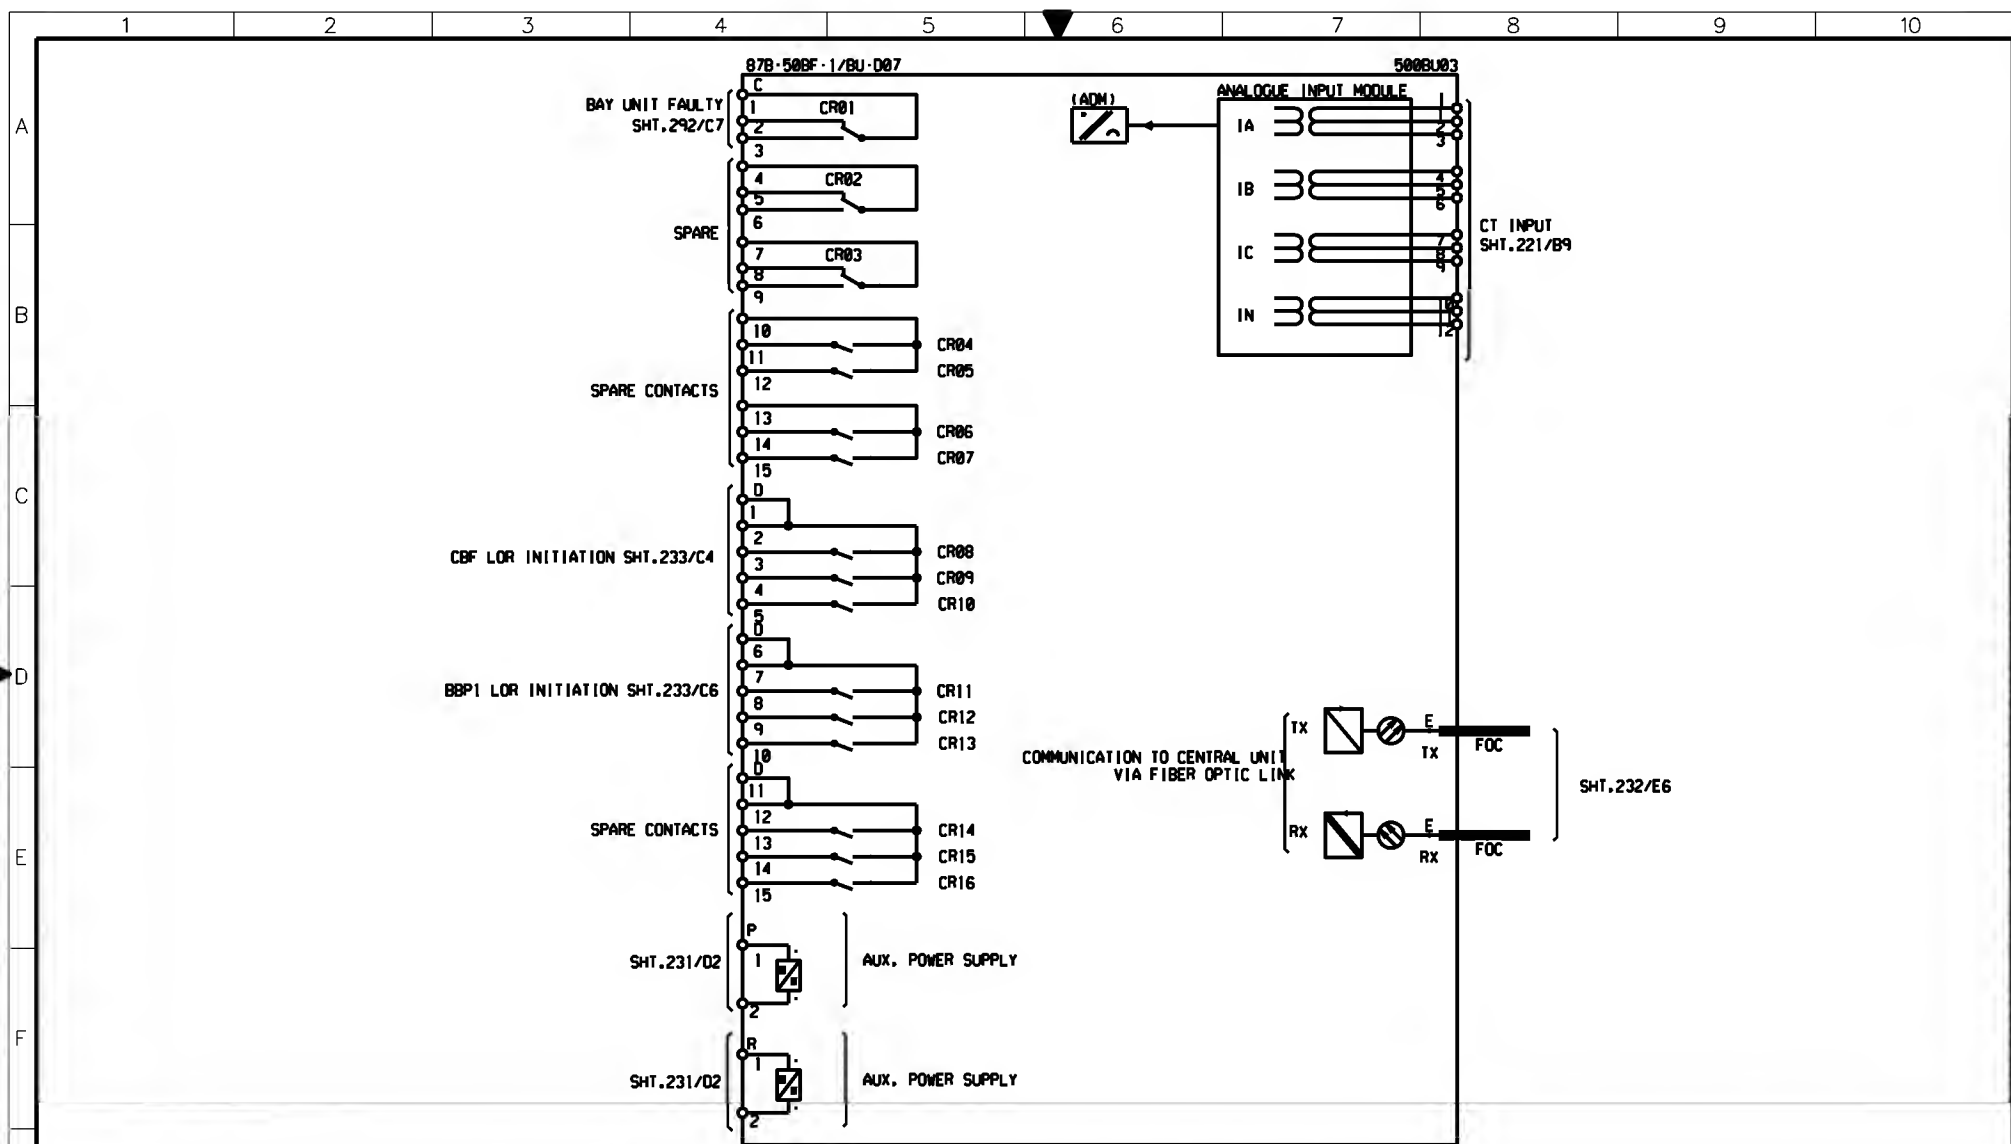 1 2 3 4 5 6 7 8 9 10
87B-50BF-1/BU-D07
500BU03
A
BAY UNIT FAULTY
SHT.292/C7
C
1
2
3
CR01
4
5
6
CR02
SPARE
7
8
9
CR03
(ADM)
ANALOGUE INPUT MODULE
IA
1
2
3
IB
4
5
6
IC
7
8
9
IN
10
11
12
CT INPUT
SHT.221/B9
B
SPARE CONTACTS
10
11
12
CR04
CR05
13
14
15
CR06
CR07
C
CBF LOR INITIATION SHT.233/C4
D
1
2
3
4
5
CR08
CR09
CR10
D
BBP1 LOR INITIATION SHT.233/C6
D
6
7
8
9
10
CR11
CR12
CR13
COMMUNICATION TO CENTRAL UNIT
VIA FIBER OPTIC LINK
TX
E
TX
FOC
RX
E
RX
FOC
SHT.232/E6
E
SPARE CONTACTS
D
11
12
13
14
15
CR14
CR15
CR16
SHT.231/D2
P
1
2
AUX. POWER SUPPLY
F
SHT.231/D2
R
1
2
AUX. POWER SUPPLY